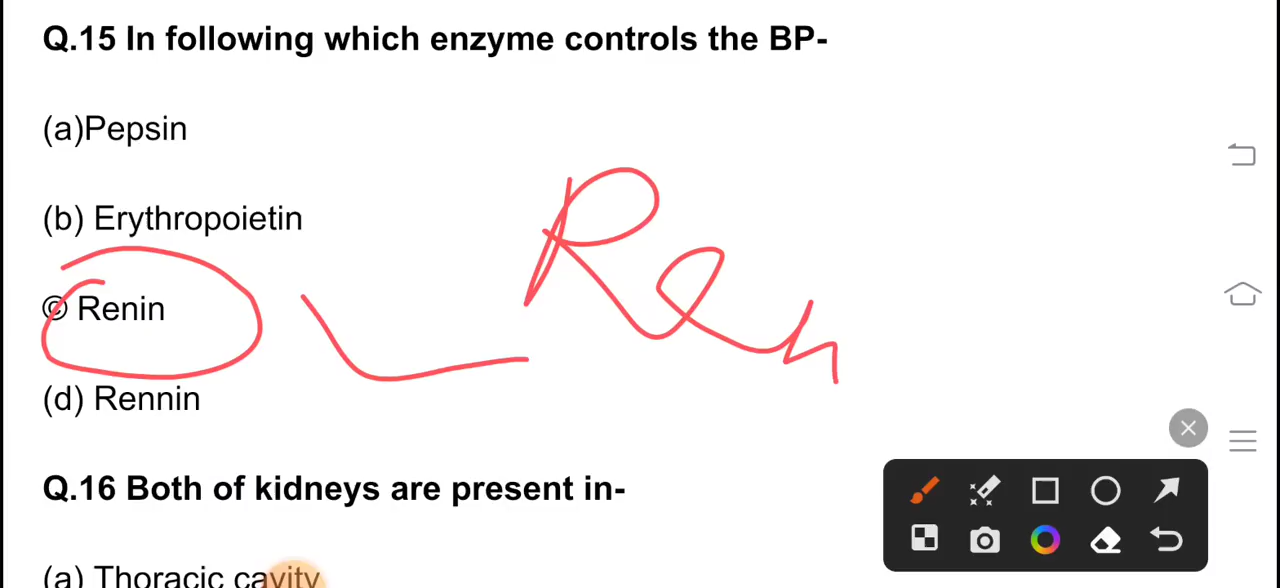 Q.15 In following which enzyme controls the BP-
(a)Pepsin
(b) Erythropoietin
Ren
© Renin
(d) Rennin
Q.16 Both of kidneys are present in-
(a) Thoracic cavity